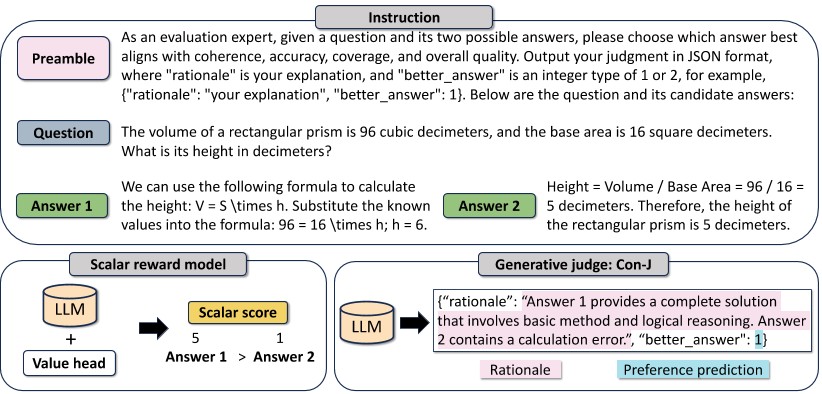 Instruction
Preamble
As an evaluation expert, given a question and its two possible answers, please choose which answer best
aligns with coherence, accuracy, coverage, and overall quality. Output your judgment in JSON format,
where "rationale" is your explanation, and "better_answer" is an integer type of 1 or 2, for example,
{"rationale": "your explanation", "better_answer": 1}. Below are the question and its candidate answers:
Question
The volume of a rectangular prism is 96 cubic decimeters, and the base area is 16 square decimeters.
What is its height in decimeters?
Answer 1
We can use the following formula to calculate
the height: V = S \times h. Substitute the known
values into the formula: 96 = 16 \times h; h = 6.
Answer 2
Height = Volume / Base Area = 96 / 16 =
5 decimeters. Therefore, the height of
the rectangular prism is 5 decimeters.
Scalar reward model
LLM
+
Value head
Scalar score
5 1
Answer 1 > Answer 2
Generative judge: Con-J
LLM
{“rationale”: “Answer 1 provides a complete solution
that involves basic method and logical reasoning. Answer
2 contains a calculation error.”, “better_answer": 1}
Rationale
Preference prediction